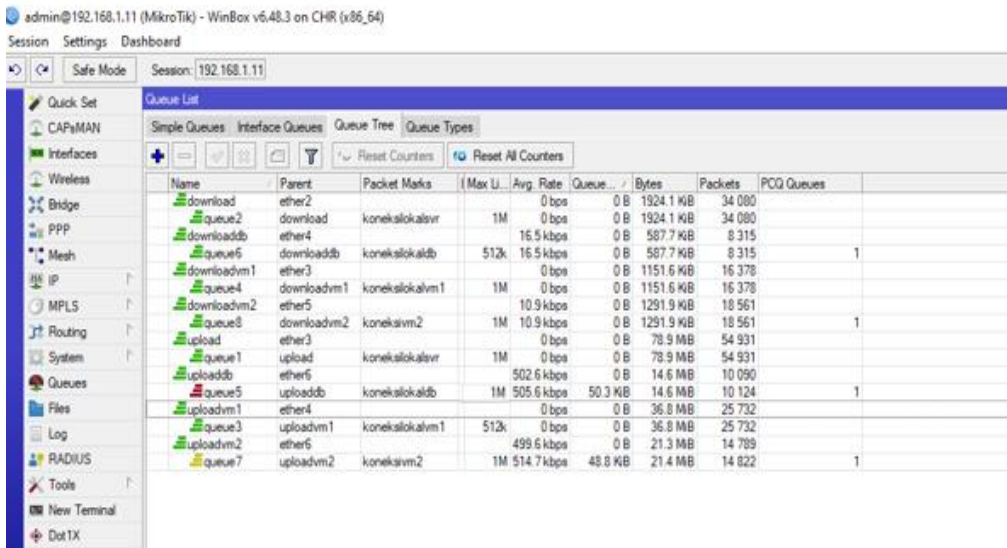 admin@192.168.1.11 (MikroTik) - WinBox v6.48.3 on CHR (x86_64)
Session Settings Dashboard
Safe Mode Session: 192.168.1.11
Quick Set
CAPsMAN
Interfaces
Wireless
Bridge
PPP
Mesh
IP
MPLS
Routing
System
Queues
Files
Log
RADIUS
Tools
New Terminal
Dot1X
Queue List
Simple Queues Interface Queues Queue Tree Queue Types
Reset Counters Reset All Counters
Name Parent Packet Marks Max Li... Avg. Rate Queue... Bytes Packets PCQ Queues
download ether2 0 bps 0 B 1924.1 KiB 34 080
queue2 download konekslokalsvr 1M 0 bps 0 B 1924.1 KiB 34 080
downloaddb ether4 16.5 kbps 0 B 587.7 KiB 8 315
queue6 downloaddb konekslokaldb 512k 16.5 kbps 0 B 587.7 KiB 8 315 1
downloadvm1 ether3 0 bps 0 B 1151.6 KiB 16 378
queue4 downloadvm1 konekslokalvm1 1M 0 bps 0 B 1151.6 KiB 16 378
downloadvm2 ether5 10.9 kbps 0 B 1291.9 KiB 18 561
queue8 downloadvm2 koneksivm2 1M 10.9 kbps 0 B 1291.9 KiB 18 561 1
upload ether3 0 bps 0 B 78.9 MiB 54 931
queue1 upload konekslokalsvr 1M 0 bps 0 B 78.9 MiB 54 931
uploaddb ether6 502.6 kbps 0 B 14.6 MiB 10 090
queue5 uploaddb konekslokaldb 1M 505.6 kbps 50.3 KiB 14.6 MiB 10 124 1
uploadvm1 ether4 0 bps 0 B 36.8 MiB 25 732
queue3 uploadvm1 konekslokalvm1 512k 0 bps 0 B 36.8 MiB 25 732
uploadvm2 ether6 499.6 kbps 0 B 21.3 MiB 14 789
queue7 uploadvm2 koneksivm2 1M 514.7 kbps 48.8 KiB 21.4 MiB 14 822 1